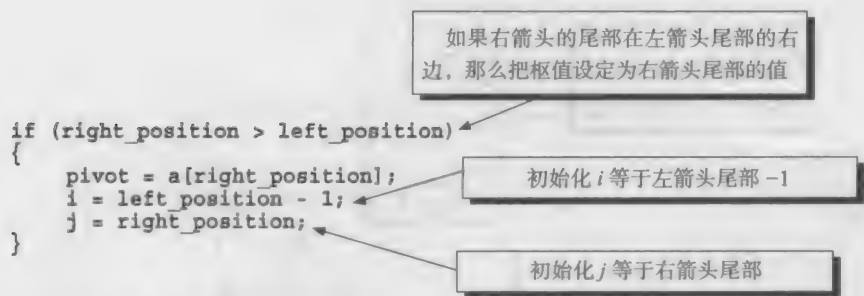 如果右箭头的尾部在左箭头尾部的右
边，那么把枢值设定为右箭头尾部的值
if (right_position > left_position)
{
pivot = a[right_position];
i = left_position - 1;
j = right_position;
}
初始化 i 等于左箭头尾部 -1
初始化 j 等于右箭头尾部